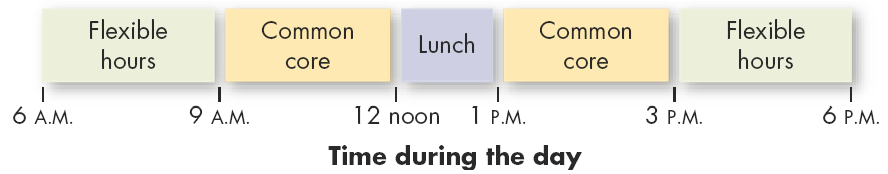 Flexible
hours
Common
core
Lunch
Common
core
Flexible
hours
6 A.M.
9 A.M.
12 noon
1 P.M.
3 P.M.
6 P.M.
Time during the day